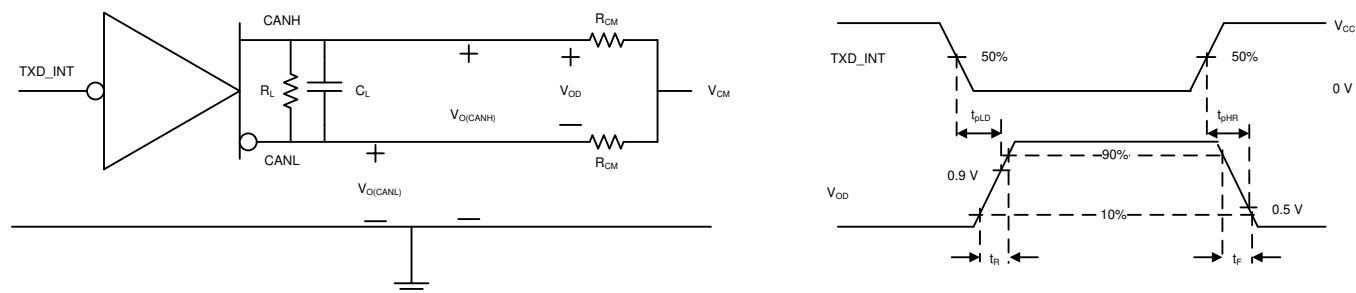 CANH
R_CM
TXD_INT
R_L
C_L
V_OD
V_CM
V_O(CANH)
CANL
R_CM
V_O(CANL)
V_CC
TXD_INT
50%
50%
0 V
t_pLD
t_pHR
90%
0.9 V
V_OD
10%
0.5 V
t_R
t_F